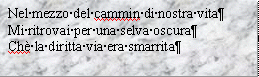 Nel mezzo del cammin di nostra vita¶
Mi ritrovai per una selva oscura¶
Chè la diritta via era smarrita¶